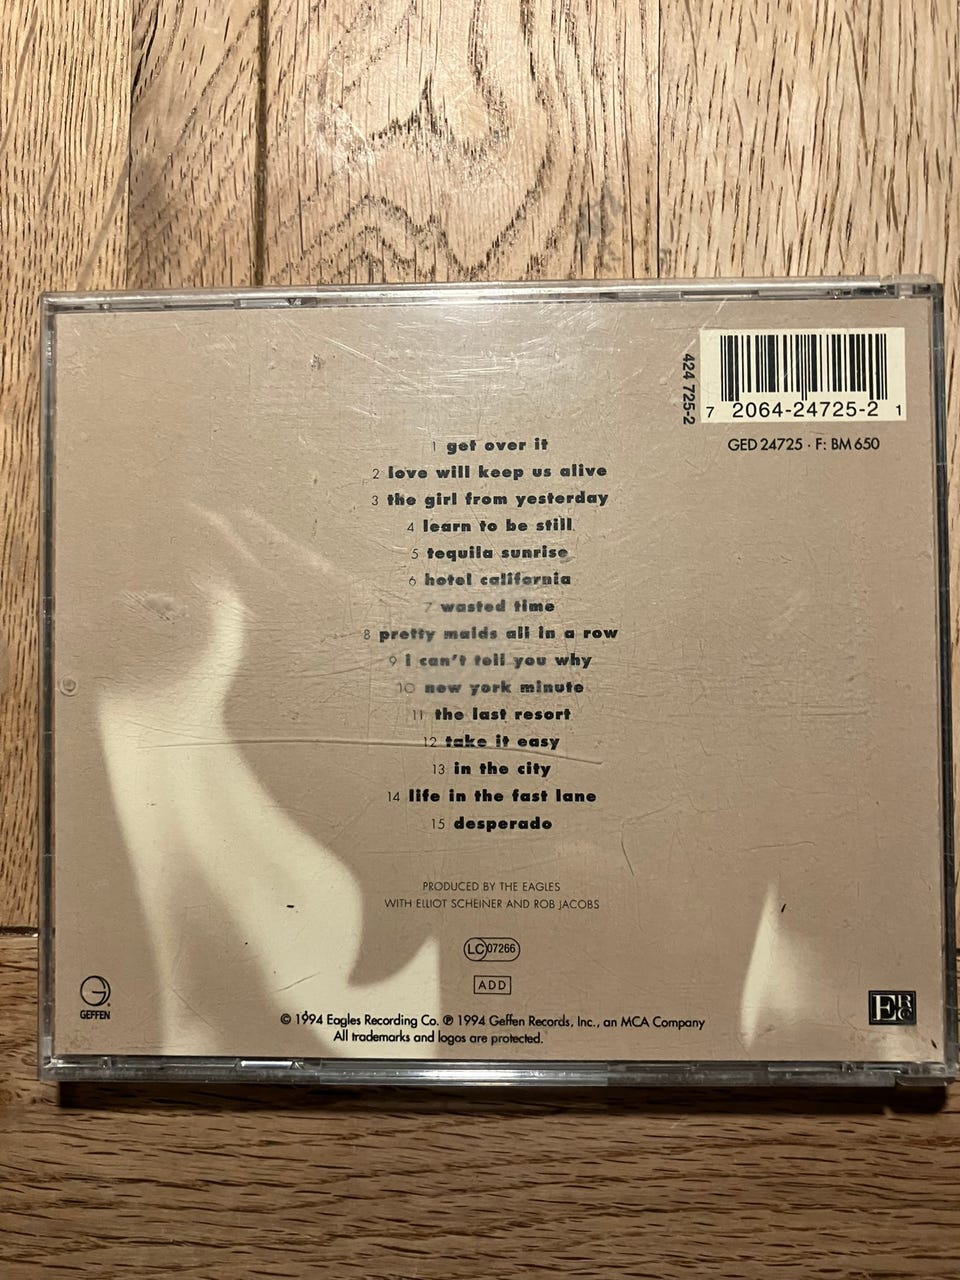 424 725-2
7 2064-24725-2 1
GED 24725 · F: BM 650
1 get over it
2 love will keep us alive
3 the girl from yesterday
4 learn to be still
5 tequila sunrise
6 hotel california
7 wasted time
8 pretty maids all in a row
9 i can't tell you why
10 new york minute
11 the last resort
12 take it easy
13 in the city
14 life in the fast lane
15 desperado
PRODUCED BY THE EAGLES
WITH ELLIOT SCHEINER AND ROB JACOBS
LC 07266
ADD
G
GEFFEN
© 1994 Eagles Recording Co. ℗ 1994 Geffen Records, Inc., an MCA Company
All trademarks and logos are protected.
ERC